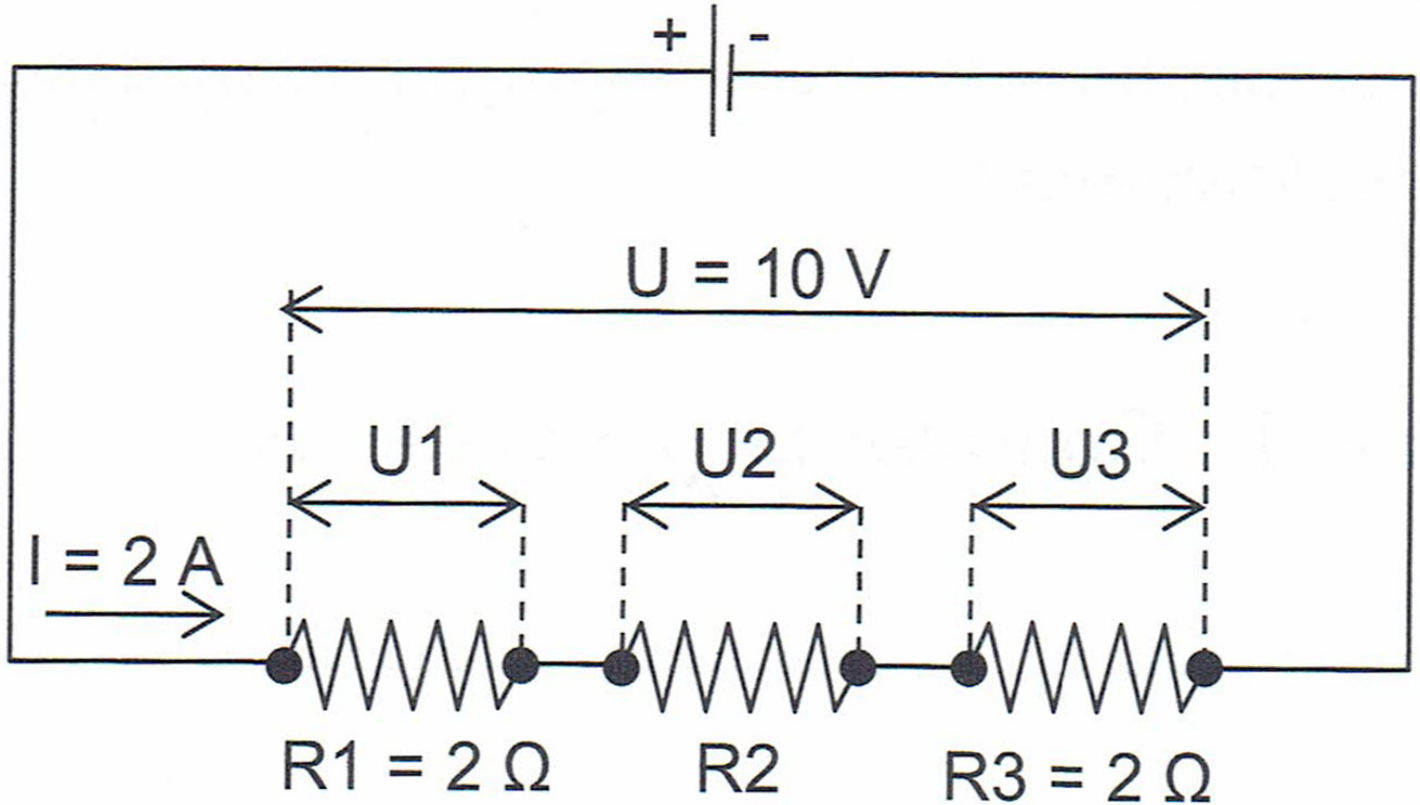 + -
U = 10 V
U1 U2 U3
I = 2 A
R1 = 2 Ω R2 R3 = 2 Ω